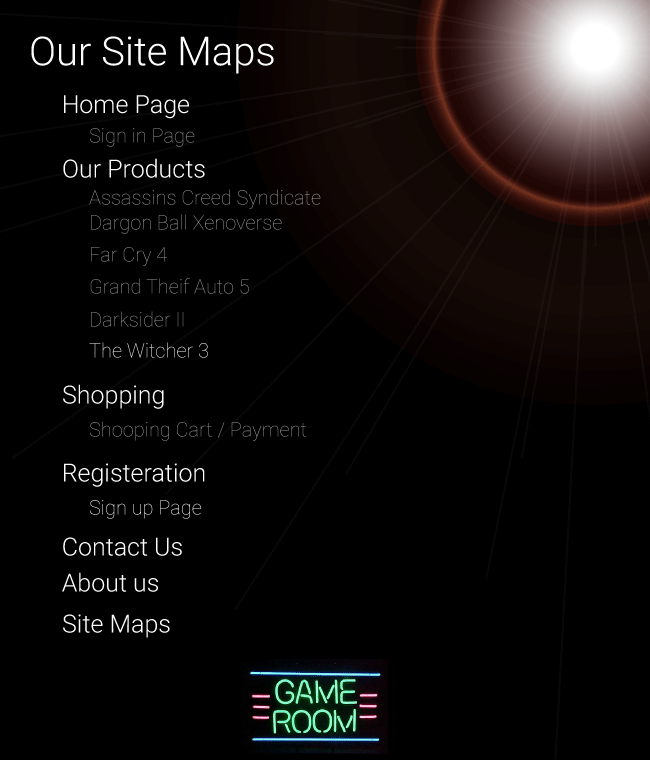 Our Site Maps
Home Page
Sign in Page
Our Products
Assassins Creed Syndicate
Dargon Ball Xenoverse
Far Cry 4
Grand Theif Auto 5
Darksider II
The Witcher 3
Shopping
Shooping Cart / Payment
Registeration
Sign up Page
Contact Us
About us
Site Maps
GAME
ROOM